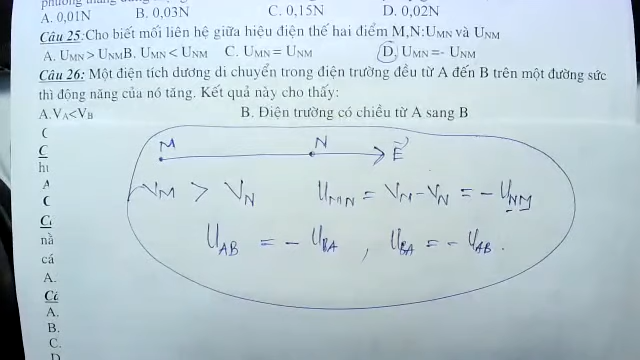 A. 0,01N B. 0,03N C. 0,15N D. 0,02N
Câu 25:Cho biết mối liên hệ giữa hiệu điện thế hai điểm M,N:UMN và UNM
A. UMN > UNMB. UMN < UNM C. UMN = UNM D. UMN =- UNM
Câu 26: Một điện tích dương di chuyển trong điện trường đều từ A đến B trên một đường sức
thì động năng của nó tăng. Kết quả này cho thấy:
A.VA<VB B. Điện trường có chiều từ A sang B
M N E
VM > VN UMN = VN - VN = - UNM
UAB = - UBA , UBA = - UAB .
nằ
cá
A.
A.
B.
C.